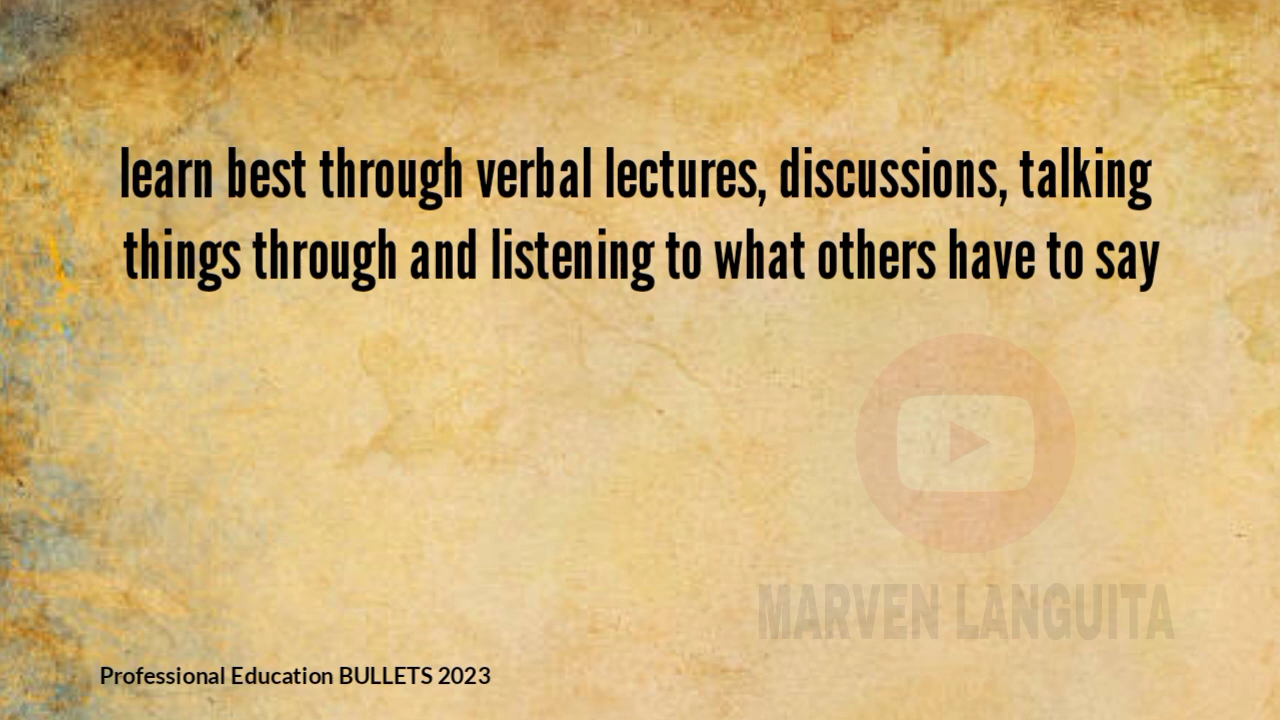 learn best through verbal lectures, discussions, talking
things through and listening to what others have to say
MARVEN LANGUITA
Professional Education BULLETS 2023